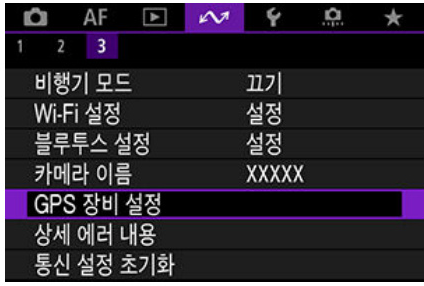 AF
1 2 3
비행기 모드 끄기
Wi-Fi 설정 설정
블루투스 설정 설정
카메라 이름 XXXXX
GPS 장비 설정
상세 에러 내용
통신 설정 초기화